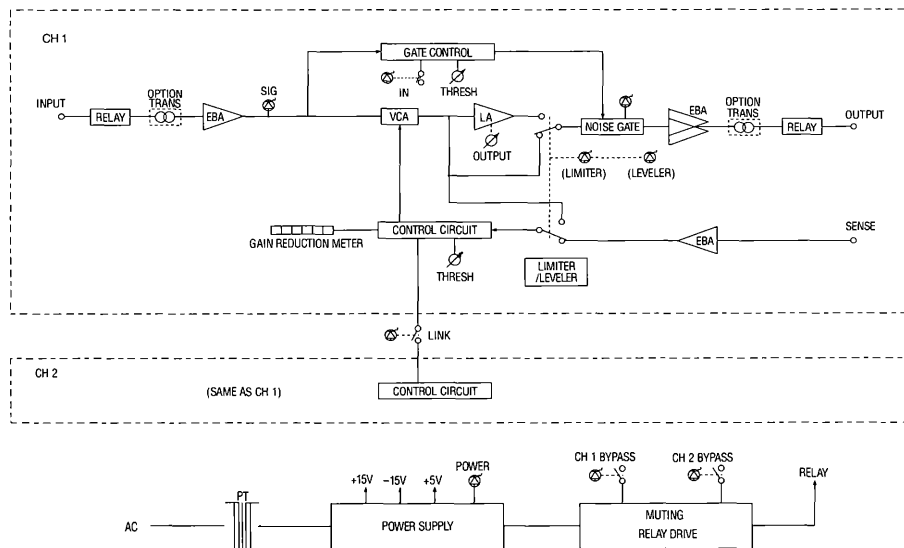 CH 1
GATE CONTROL
IN
THRESH
SIG
INPUT
RELAY
OPTION
TRANS
EBA
VCA
LA
OUTPUT
NOISE GATE
EBA
OPTION
TRANS
RELAY
OUTPUT
(LIMITER)
(LEVELER)
GAIN REDUCTION METER
CONTROL CIRCUIT
THRESH
LIMITER
/LEVELER
EBA
SENSE
LINK
CH 2
(SAME AS CH 1)
CONTROL CIRCUIT
AC
PT
+15V
-15V
+5V
POWER
POWER SUPPLY
CH 1 BYPASS
CH 2 BYPASS
MUTING
RELAY DRIVE
RELAY